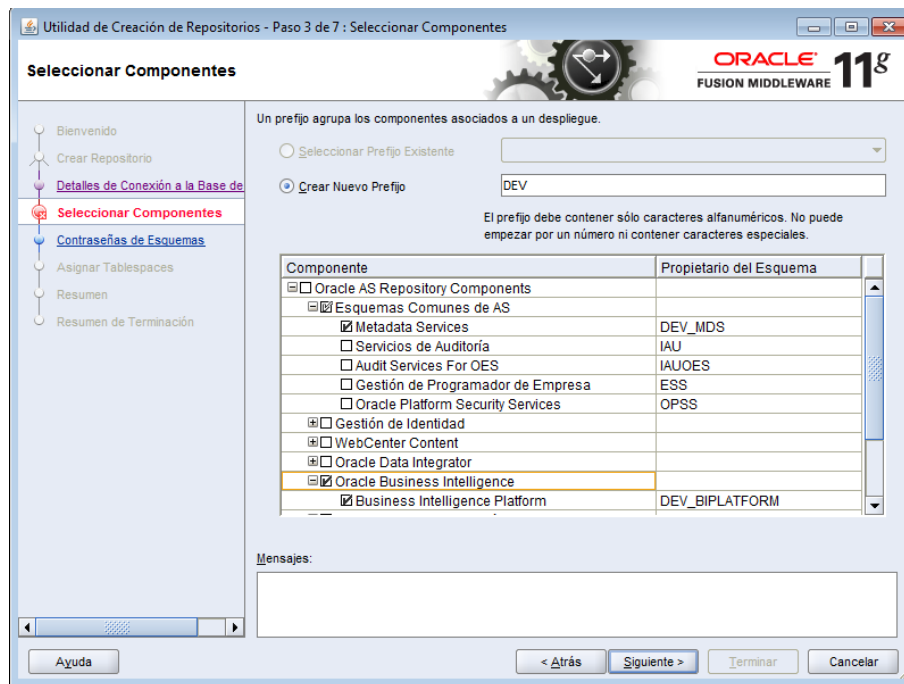 Utilidad de Creación de Repositorios - Paso 3 de 7 : Seleccionar Componentes
Seleccionar Componentes
ORACLE
FUSION MIDDLEWARE 11g
Bienvenido
Crear Repositorio
Detalles de Conexión a la Base de
Seleccionar Componentes
Contraseñas de Esquemas
Asignar Tablespaces
Resumen
Resumen de Terminación
Un prefijo agrupa los componentes asociados a un despliegue.
Seleccionar Prefijo Existente
Crear Nuevo Prefijo DEV
El prefijo debe contener sólo caracteres alfanuméricos. No puede
empezar por un número ni contener caracteres especiales.
Componente Propietario del Esquema
Oracle AS Repository Components
Esquemas Comunes de AS
Metadata Services DEV_MDS
Servicios de Auditoría IAU
Audit Services For OES IAUOES
Gestión de Programador de Empresa ESS
Oracle Platform Security Services OPSS
Gestión de Identidad
WebCenter Content
Oracle Data Integrator
Oracle Business Intelligence
Business Intelligence Platform DEV_BIPLATFORM
Mensajes:
Ayuda < Atrás Siguiente > Terminar Cancelar